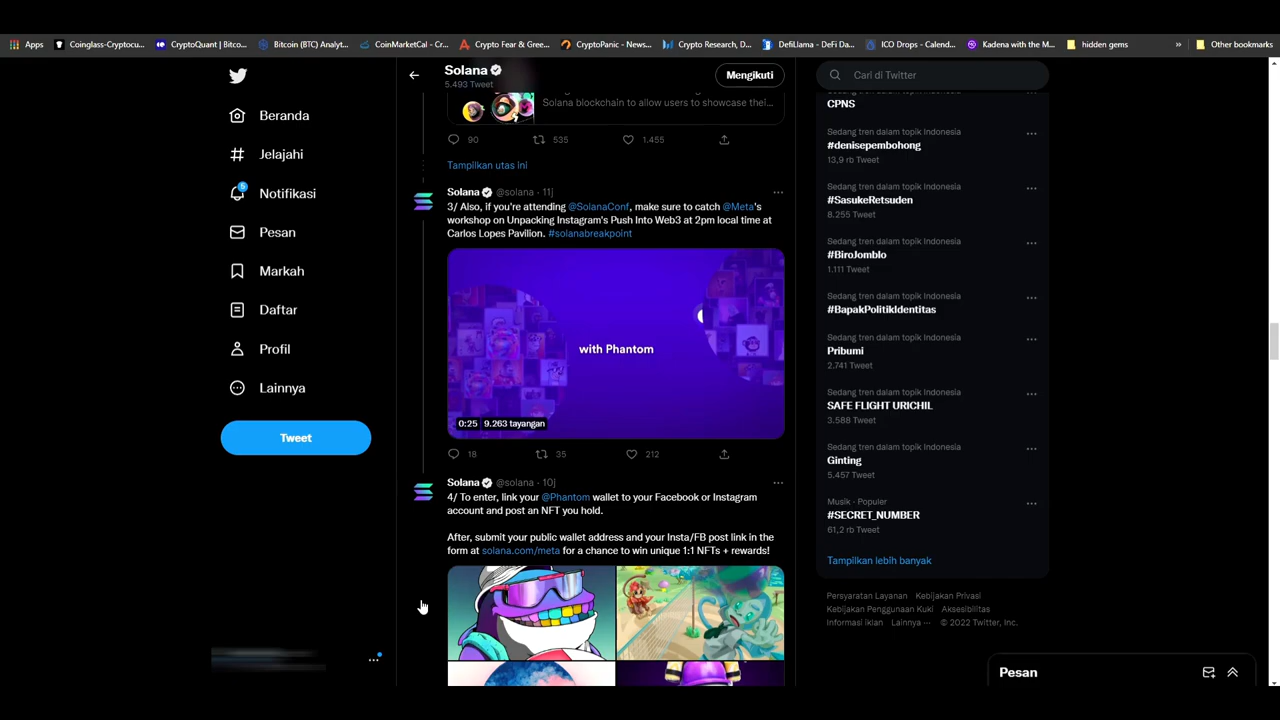 Apps
Coinglass-Cryptocu...
CryptoQuant | Bitco...
Bitcoin (BTC) Analyt...
CoinMarketCal - Cr...
Crypto Fear & Gree...
CryptoPanic - News...
Crypto Research, D...
DefiLlama - DeFi Da...
ICO Drops - Calend...
Kadena with the M...
hidden gems
»
Other bookmarks
Beranda
Jelajahi
5
Notifikasi
Pesan
Markah
Daftar
Profil
Lainnya
Tweet
Solana
5.493 Tweet
Mengikuti
Solana blockchain to allow users to showcase thei...
90 535 1.455
Tampilkan utas ini
Solana @solana · 11j
3/ Also, if you're attending @SolanaConf, make sure to catch @Meta's
workshop on Unpacking Instagram's Push Into Web3 at 2pm local time at
Carlos Lopes Pavilion. #solanabreakpoint
with Phantom
0:25 9.263 tayangan
18 35 212
Solana @solana · 10j
4/ To enter, link your @Phantom wallet to your Facebook or Instagram
account and post an NFT you hold.
After, submit your public wallet address and your Insta/FB post link in the
form at solana.com/meta for a chance to win unique 1:1 NFTs + rewards!
Cari di Twitter
CPNS
Sedang tren dalam topik Indonesia
#denisepembohong
13,9 rb Tweet
Sedang tren dalam topik Indonesia
#SasukeRetsuden
8.255 Tweet
Sedang tren dalam topik Indonesia
#BiroJomblo
1.111 Tweet
Sedang tren dalam topik Indonesia
#BapakPolitikIdentitas
Sedang tren dalam topik Indonesia
Pribumi
2.741 Tweet
Sedang tren dalam topik Indonesia
SAFE FLIGHT URICHIL
3.588 Tweet
Sedang tren dalam topik Indonesia
Ginting
5.457 Tweet
Musik · Populer
#SECRET_NUMBER
61,2 rb Tweet
Tampilkan lebih banyak
Persyaratan Layanan Kebijakan Privasi
Kebijakan Penggunaan Kuki Aksesibilitas
Informasi iklan Lainnya ··· © 2022 Twitter, Inc.
Pesan